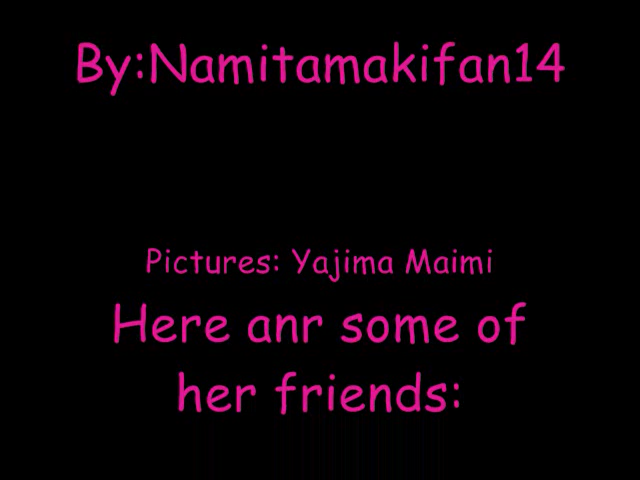 By:Namitamakifan14
Pictures: Yajima Maimi
Here anr some of
her friends: